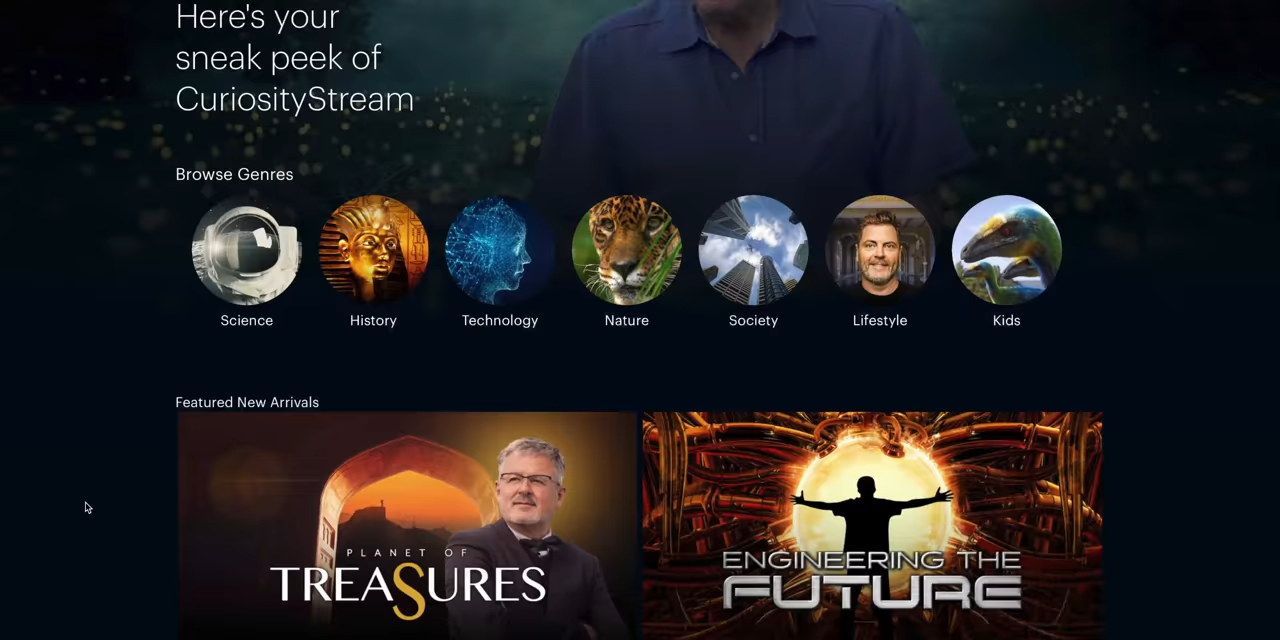 Here's your
sneak peek of
CuriosityStream
Browse Genres
Science
History
Technology
Nature
Society
Lifestyle
Kids
Featured New Arrivals
PLANET OF
TREASURES
ENGINEERING THE
FUTURE